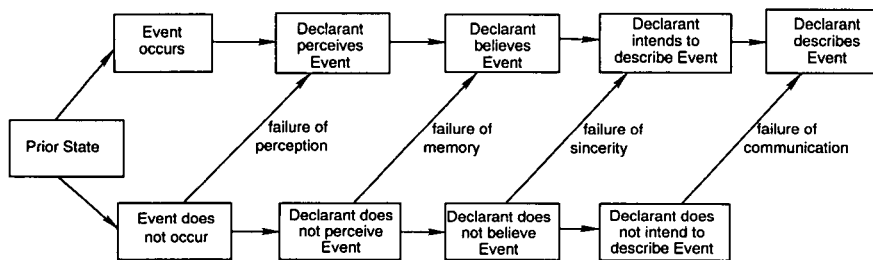 Event
occurs
Declarant
perceives
Event
Declarant
believes
Event
Declarant
intends to
describe Event
Declarant
describes
Event
Prior State
failure of
perception
failure of
memory
failure of
sincerity
failure of
communication
Event does
not occur
Declarant does
not perceive
Event
Declarant does
not believe
Event
Declarant does
not intend to
describe Event